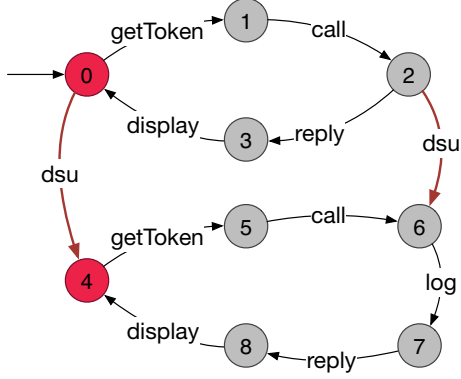 getToken
1
call
0
2
display
3
reply
dsu
dsu
getToken
5
call
6
4
log
display
8
reply
7